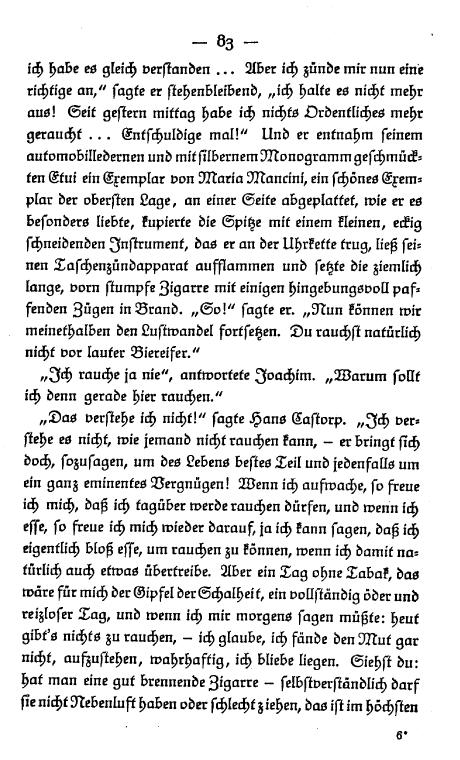 — 83 —
ich habe es gleich verstanden ... Aber ich zünde mir nun eine
richtige an,“ sagte er stehenbleibend, „ich halte es nicht mehr
aus! Seit gestern mittag habe ich nichts Ordentliches mehr
geraucht ... Entschuldige mal!“ Und er entnahm seinem
automobilledernen und mit silbernem Monogramm geschmück-
ten Etui ein Exemplar von Maria Mancini, ein schönes Exem-
plar der obersten Lage, an einer Seite abgeplattet, wie er es
besonders liebte, kupierte die Spitze mit einem kleinen, eckig
schneidenden Instrument, das er an der Uhrkette trug, ließ sei-
nen Taschenzündapparat aufflammen und setzte die ziemlich
lange, vorn stumpfe Zigarre mit einigen hingebungsvoll paf-
fenden Zügen in Brand. „So!“ sagte er. „Nun können wir
meinethalben den Lustwandel fortsetzen. Du rauchst natürlich
nicht vor lauter Biereifer.“
„Ich rauche ja nie“, antwortete Joachim. „Warum sollt
ich denn gerade hier rauchen.“
„Das verstehe ich nicht!“ sagte Hans Castorp. „Ich ver-
stehe es nicht, wie jemand nicht rauchen kann, – er bringt sich
doch, sozusagen, um des Lebens bestes Teil und jedenfalls um
ein ganz eminentes Vergnügen! Wenn ich aufwache, so freue
ich mich, daß ich tagüber werde rauchen dürfen, und wenn ich
esse, so freue ich mich wieder darauf, ja ich kann sagen, daß ich
eigentlich bloß esse, um rauchen zu können, wenn ich damit na-
türlich auch etwas übertreibe. Aber ein Tag ohne Tabak, das
wäre für mich der Gipfel der Schalheit, ein vollständig öder und
reizloser Tag, und wenn ich mir morgens sagen müßte: heut
gibt’s nichts zu rauchen, – ich glaube, ich fände den Mut gar
nicht, aufzustehen, wahrhaftig, ich bliebe liegen. Siehst du:
hat man eine gut brennende Zigarre – selbstverständlich darf
sie nicht Nebenluft haben oder schlecht ziehen, das ist im höchsten
6*